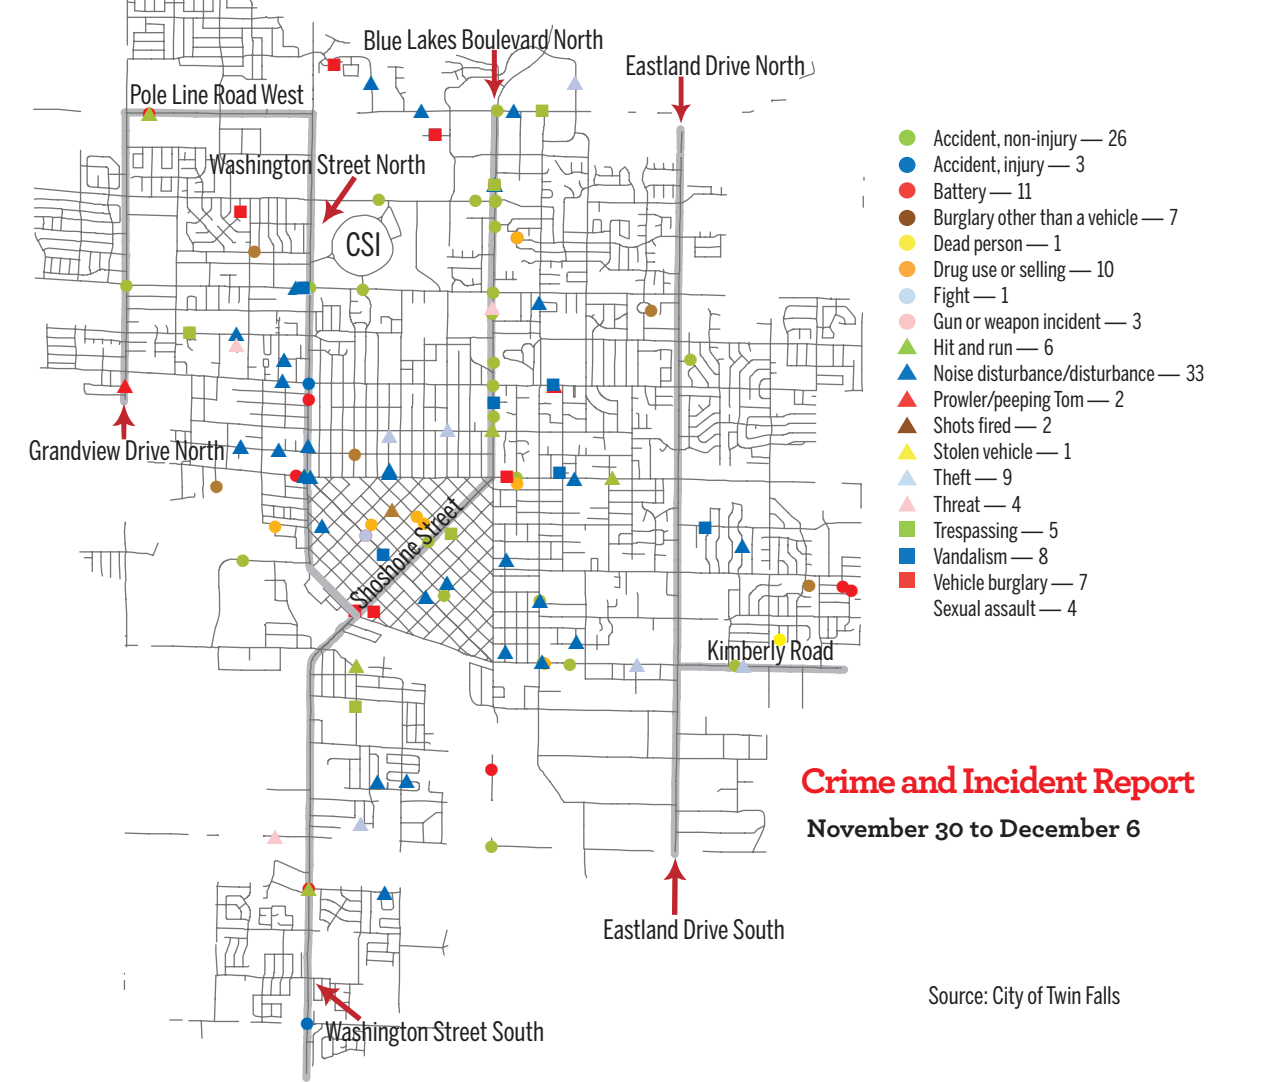 Blue Lakes Boulevard North
Eastland Drive North
Pole Line Road West
Washington Street North
CSI
Grandview Drive North
Shoshone Street
Kimberly Road
Eastland Drive South
Washington Street South
Accident, non-injury — 26
Accident, injury — 3
Battery — 11
Burglary other than a vehicle — 7
Dead person — 1
Drug use or selling — 10
Fight — 1
Gun or weapon incident — 3
Hit and run — 6
Noise disturbance/disturbance — 33
Prowler/peeping Tom — 2
Shots fired — 2
Stolen vehicle — 1
Theft — 9
Threat — 4
Trespassing — 5
Vandalism — 8
Vehicle burglary — 7
Sexual assault — 4
Crime and Incident Report
November 30 to December 6
Source: City of Twin Falls